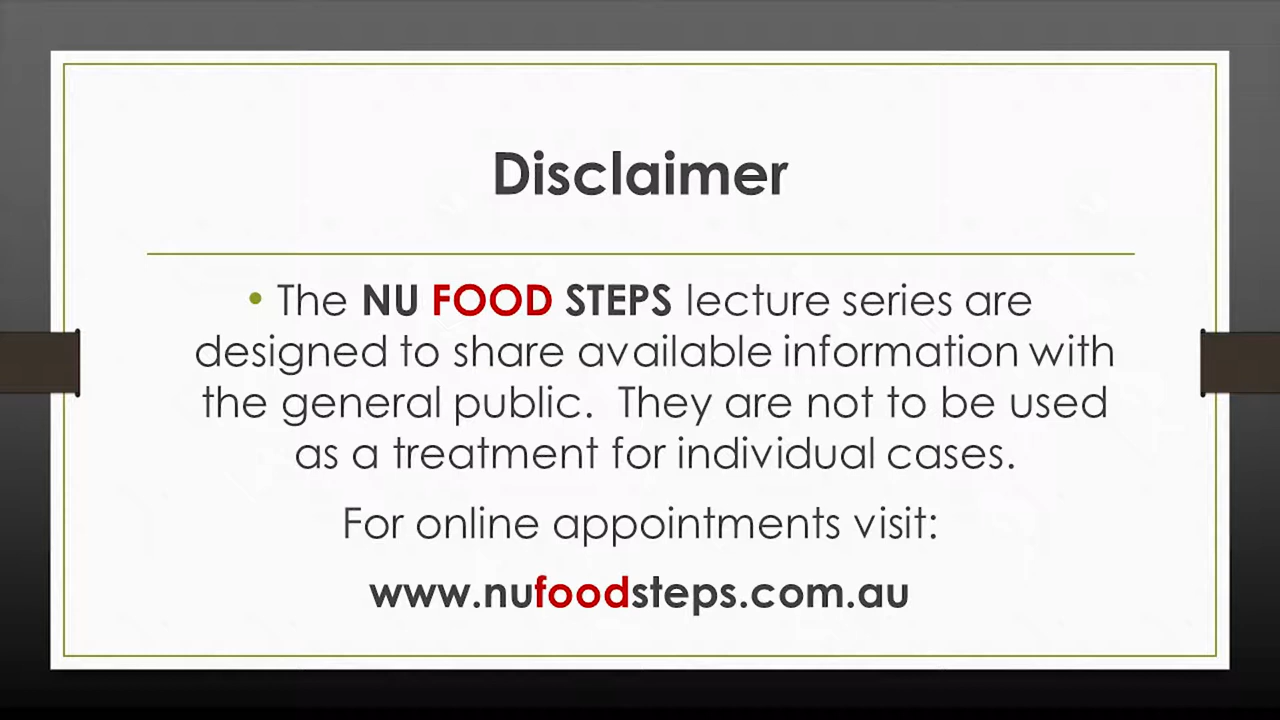 Disclaimer
• The NU FOOD STEPS lecture series are
designed to share available information with
the general public.  They are not to be used
as a treatment for individual cases.
For online appointments visit:
www.nufoodsteps.com.au